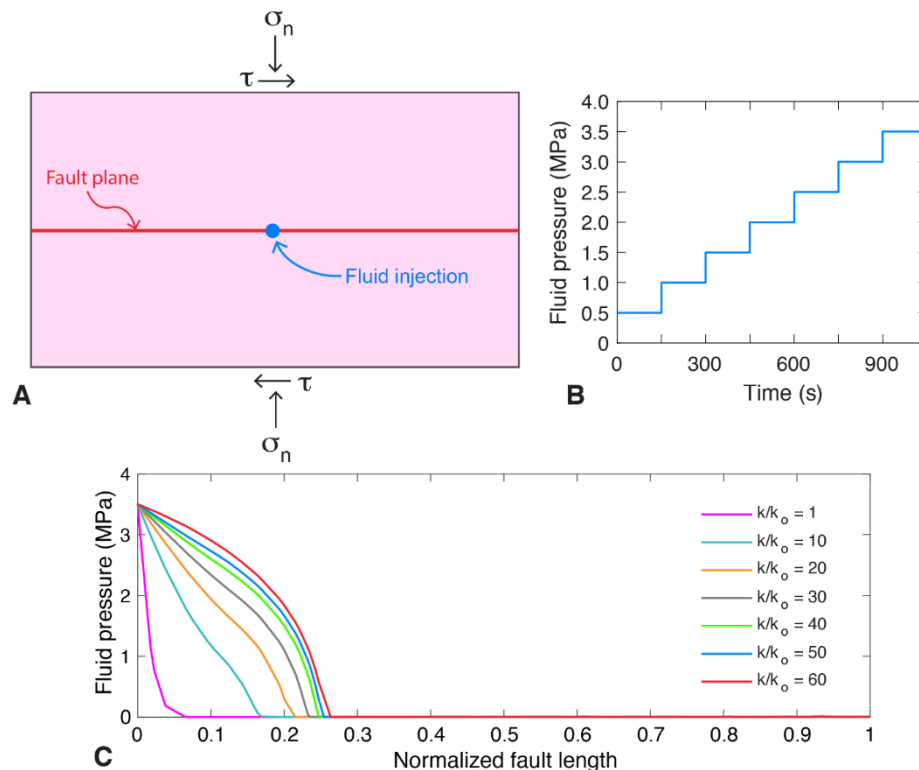 σn
τ
Fault plane
Fluid injection
τ
σn
A
4.0
3.5
3.0
2.5
2.0
1.5
1.0
0.5
0
Fluid pressure (MPa)
0 300 600 900
Time (s)
B
4
3
2
1
0
Fluid pressure (MPa)
k/ko = 1
k/ko = 10
k/ko = 20
k/ko = 30
k/ko = 40
k/ko = 50
k/ko = 60
0 0.1 0.2 0.3 0.4 0.5 0.6 0.7 0.8 0.9 1
Normalized fault length
C